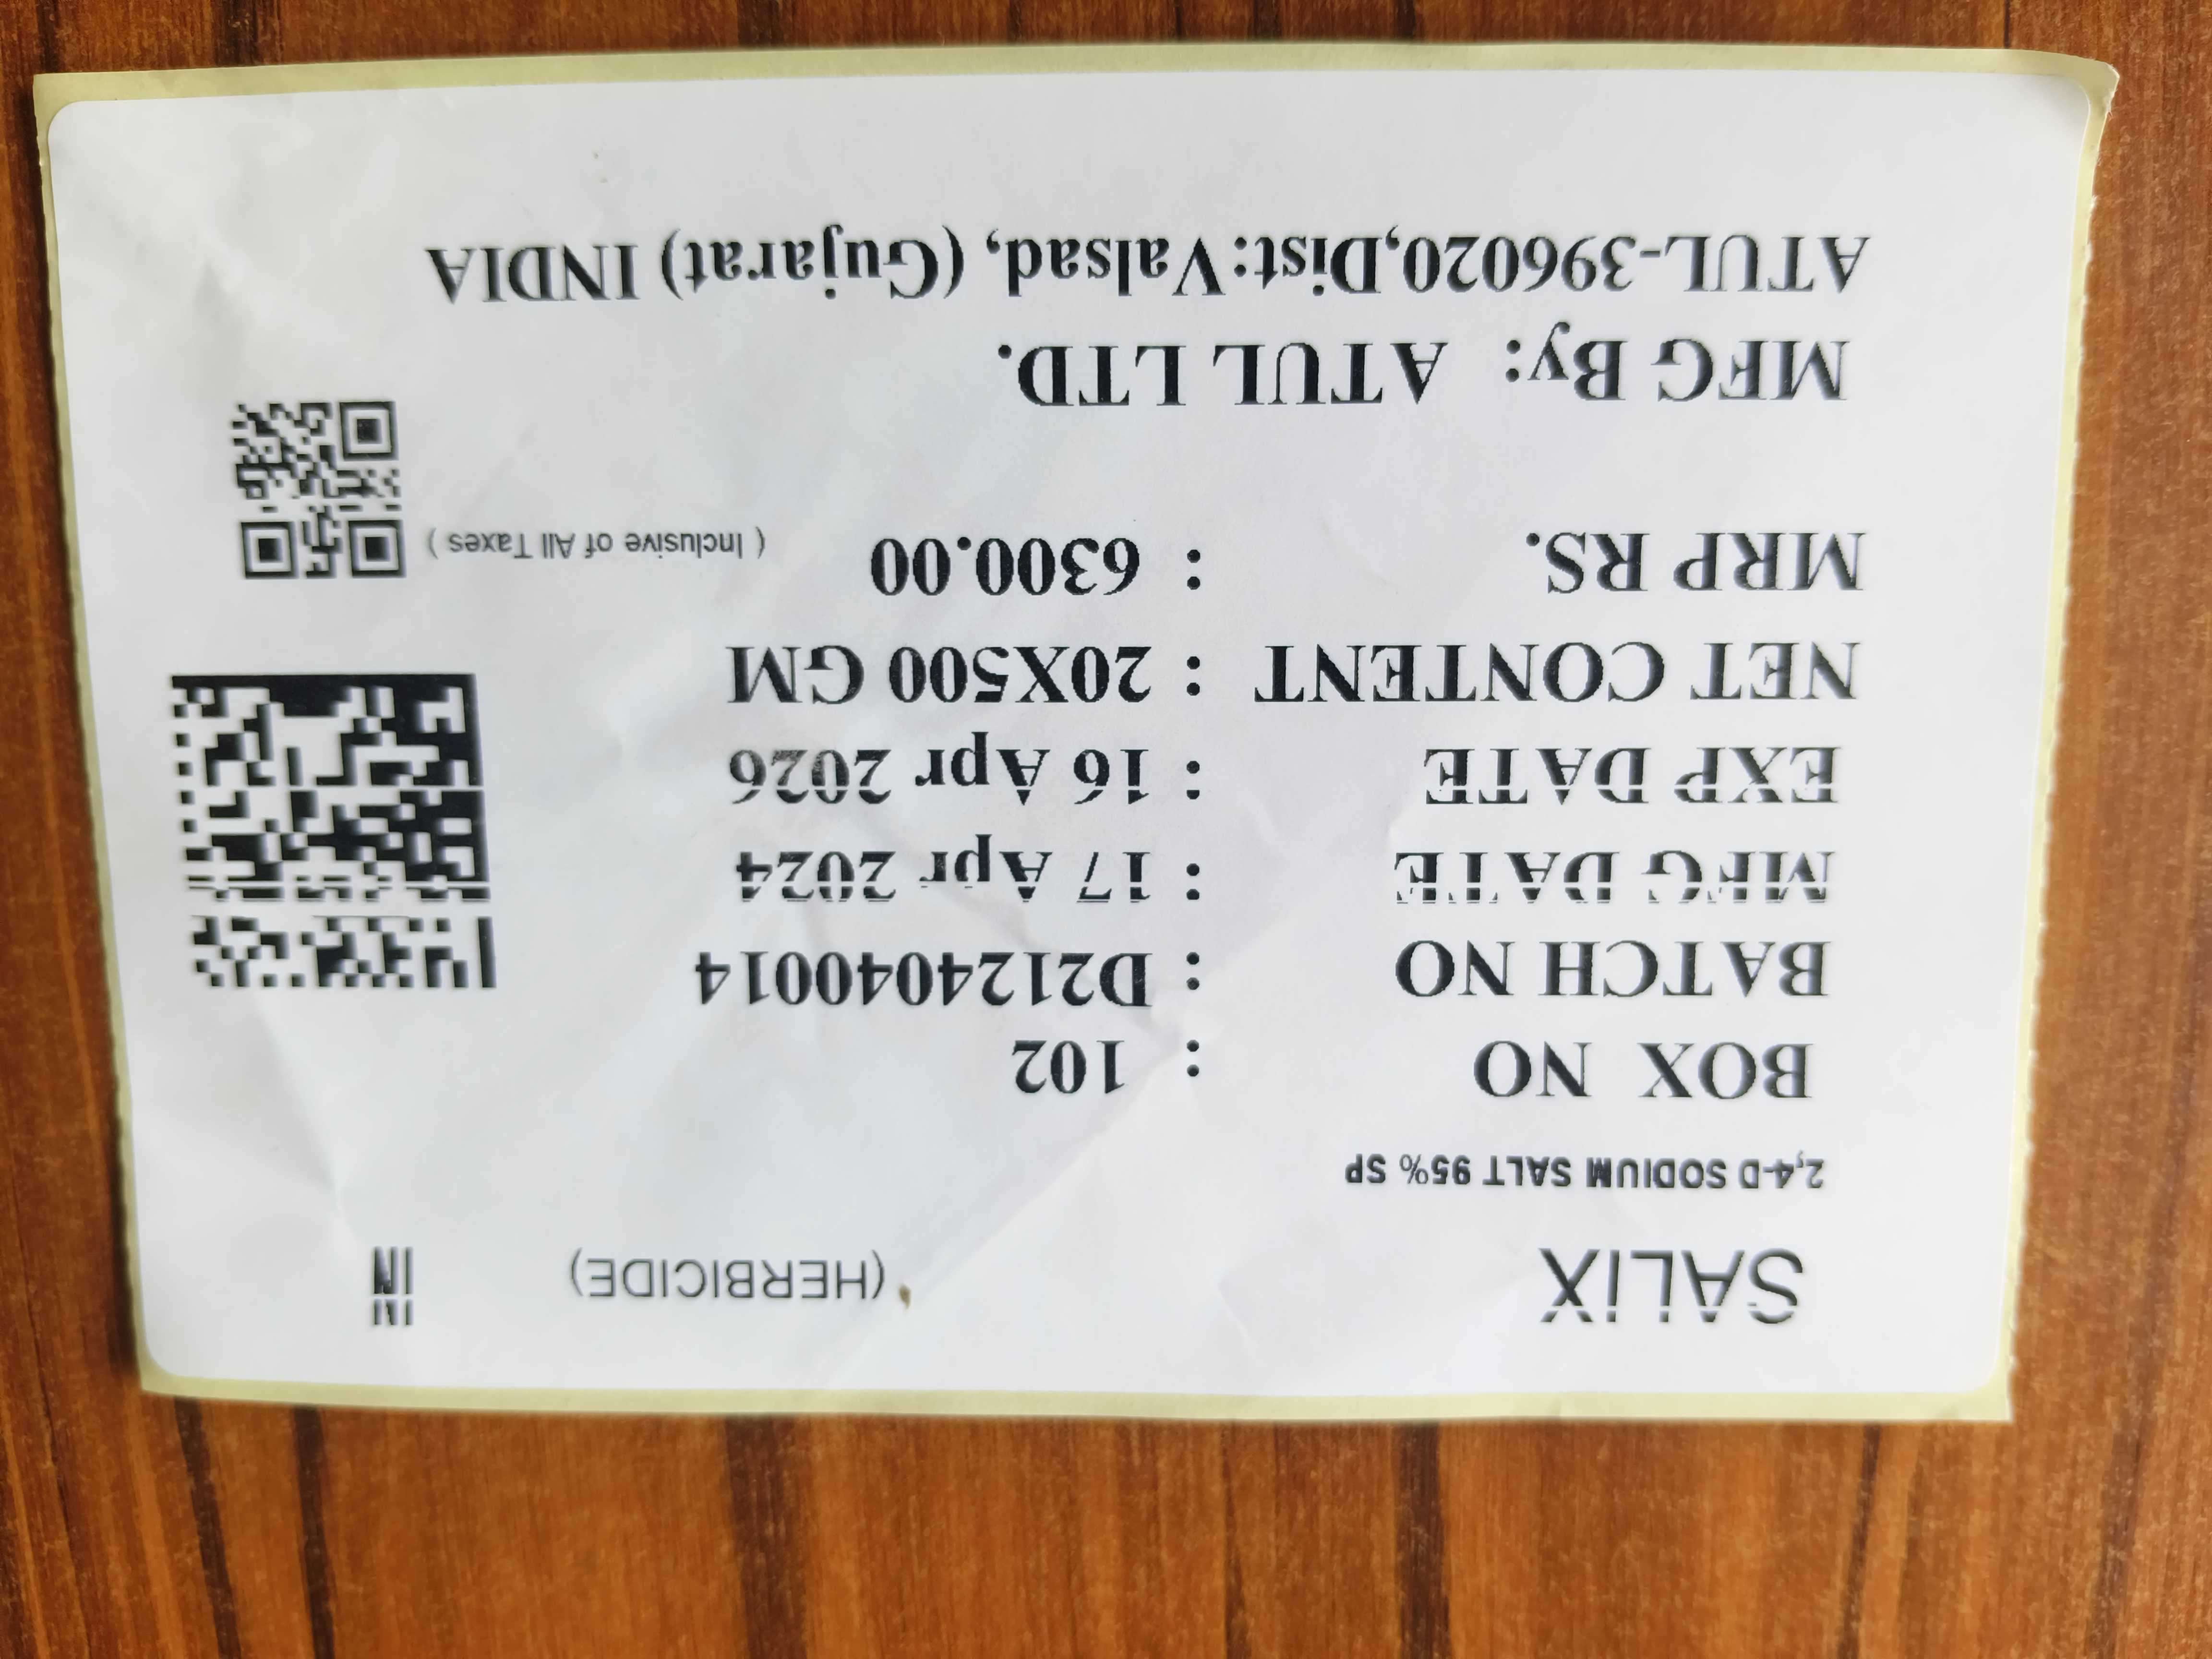 SALIX (HERBICIDE) IN
2,4-D SODIUM SALT 95% SP
BOX NO : 102
BATCH NO : D2124040014
MFG DATE : 17 Apr 2024
EXP DATE : 16 Apr 2026
NET CONTENT : 20X500 GM
MRP RS. : 6300.00 ( Inclusive of All Taxes )
MFG By: ATUL LTD.
ATUL-396020,Dist:Valsad, (Gujarat) INDIA